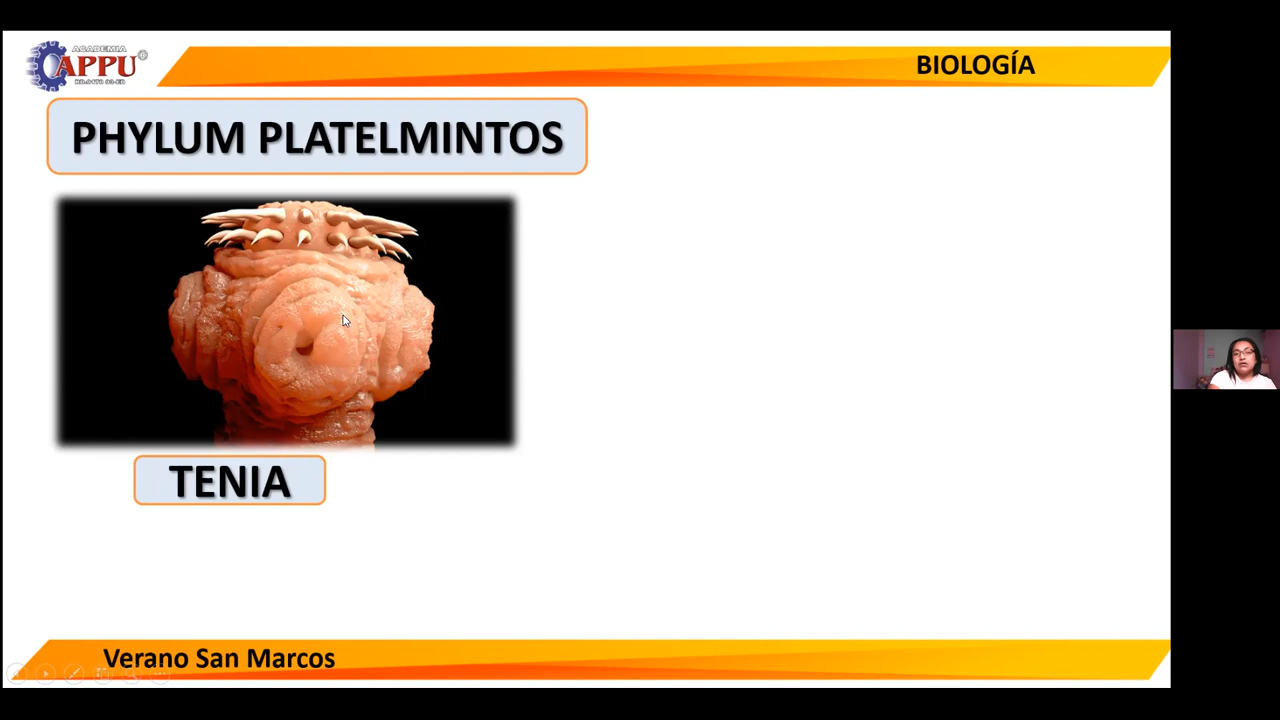 ACADEMIA
APPU
BIOLOGÍA
PHYLUM PLATELMINTOS
TENIA
Verano San Marcos